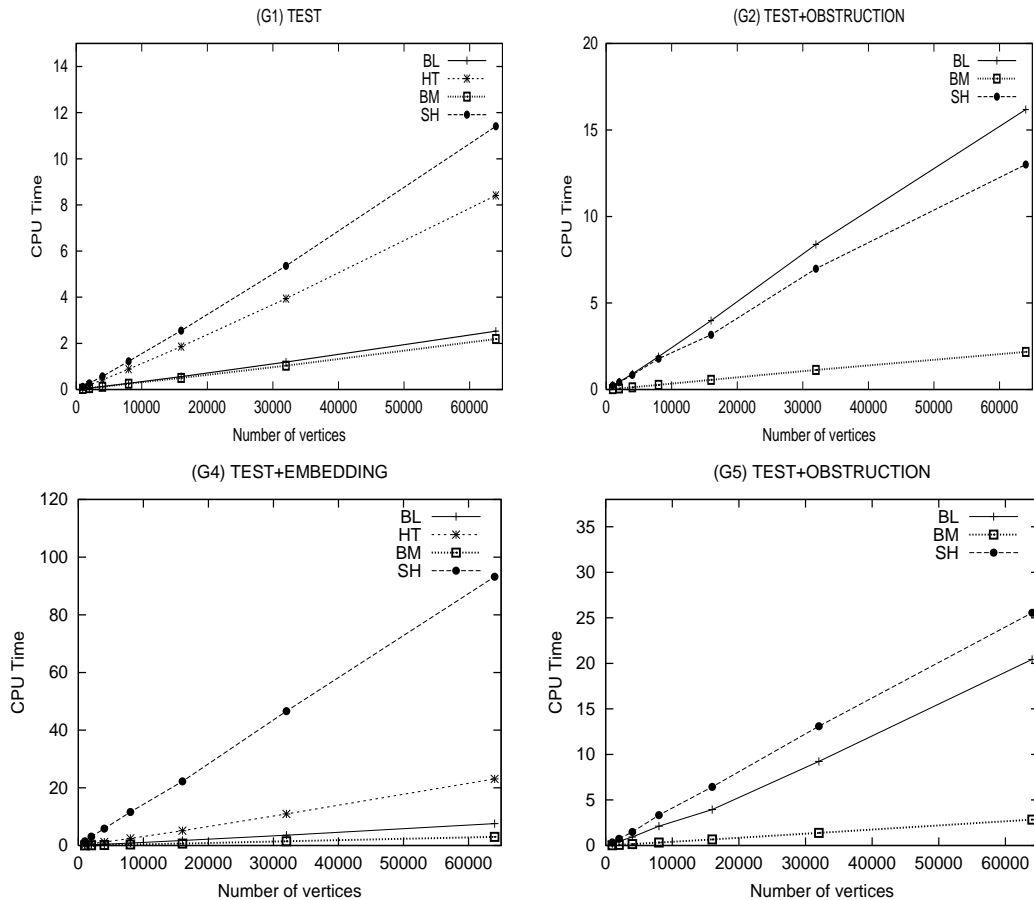 (G1) TEST
CPU Time
14
12
10
8
6
4
2
0
BL
HT
BM
SH
0 10000 20000 30000 40000 50000 60000
Number of vertices
(G2) TEST+OBSTRUCTION
CPU Time
20
15
10
5
0
BL
BM
SH
0 10000 20000 30000 40000 50000 60000
Number of vertices
(G4) TEST+EMBEDDING
CPU Time
120
100
80
60
40
20
0
BL
HT
BM
SH
0 10000 20000 30000 40000 50000 60000
Number of vertices
(G5) TEST+OBSTRUCTION
CPU Time
35
30
25
20
15
10
5
0
BL
BM
SH
0 10000 20000 30000 40000 50000 60000
Number of vertices